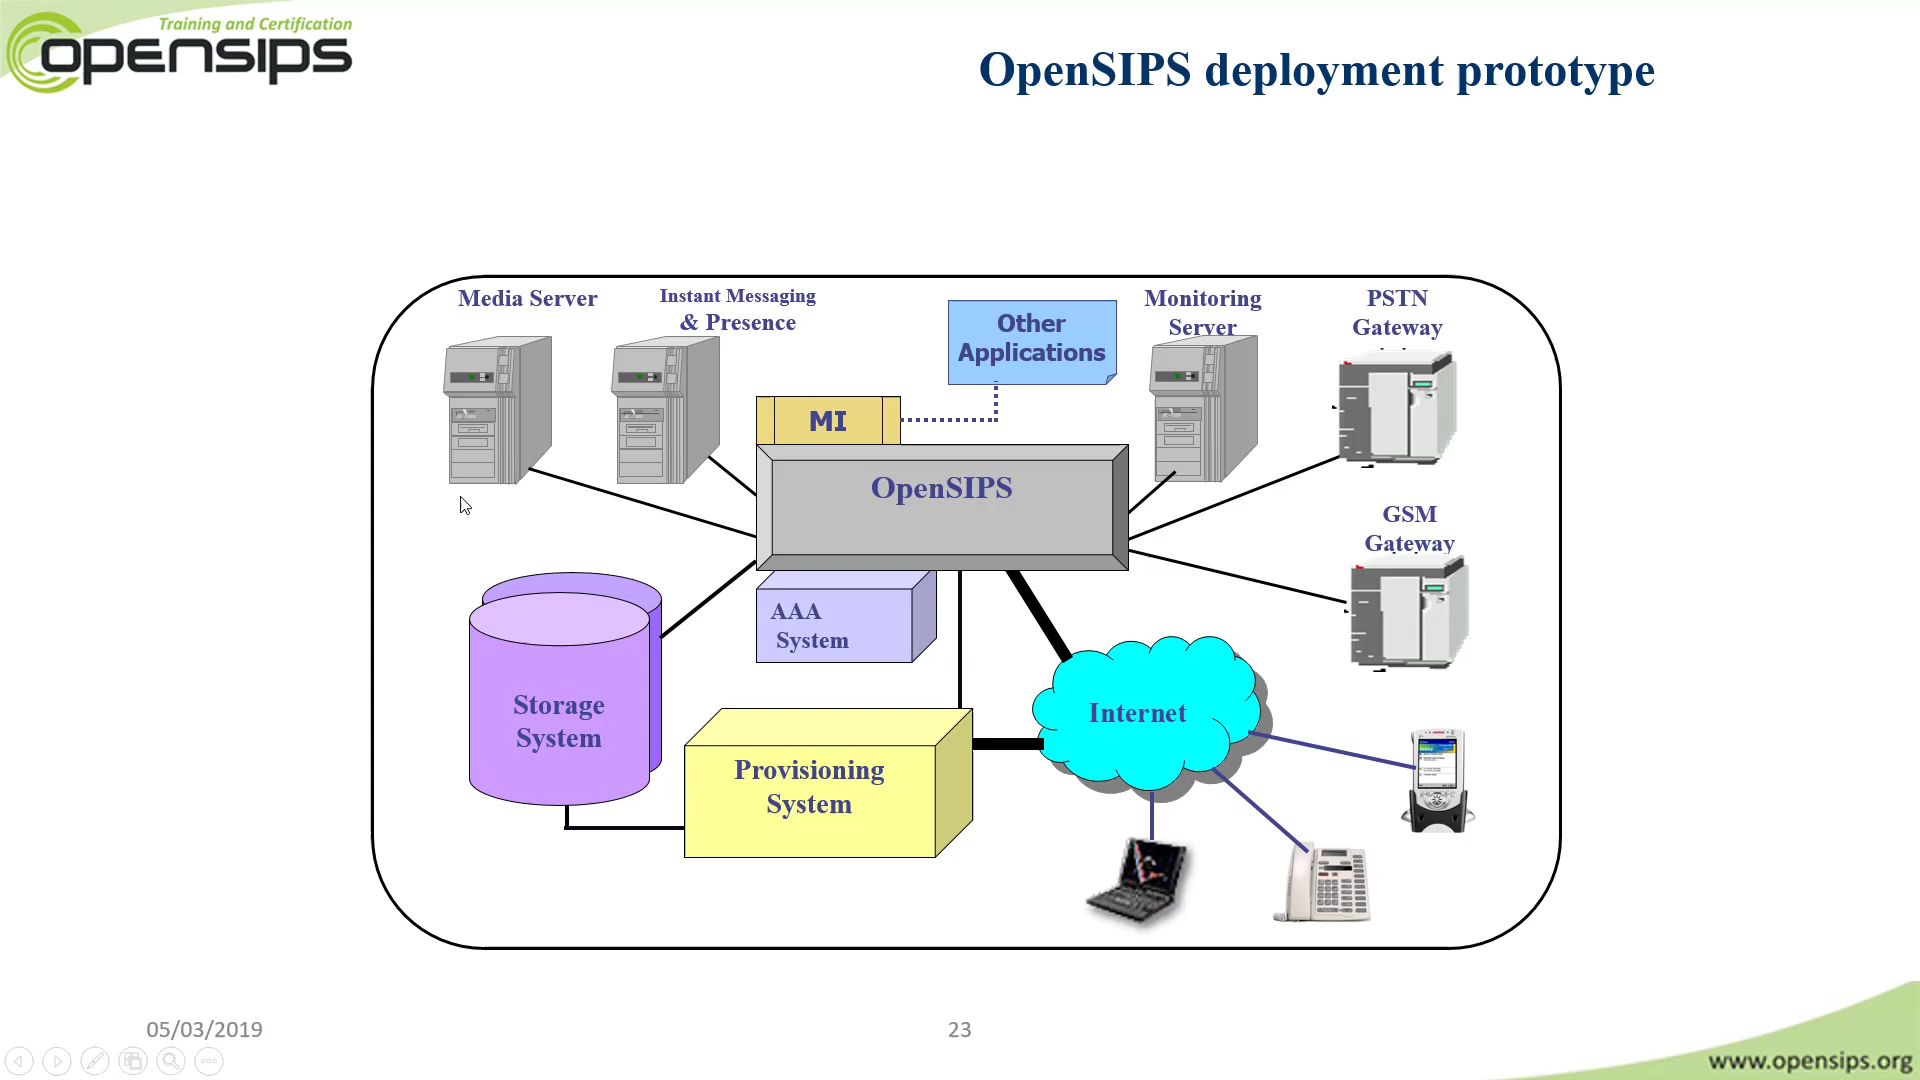 Training and Certification
opensips
OpenSIPS deployment prototype
Media Server
Instant Messaging
& Presence
Other
Applications
Monitoring
Server
PSTN
Gateway
MI
OpenSIPS
GSM
Gateway
AAA
System
Storage
System
Internet
Provisioning
System
05/03/2019
23
www.opensips.org